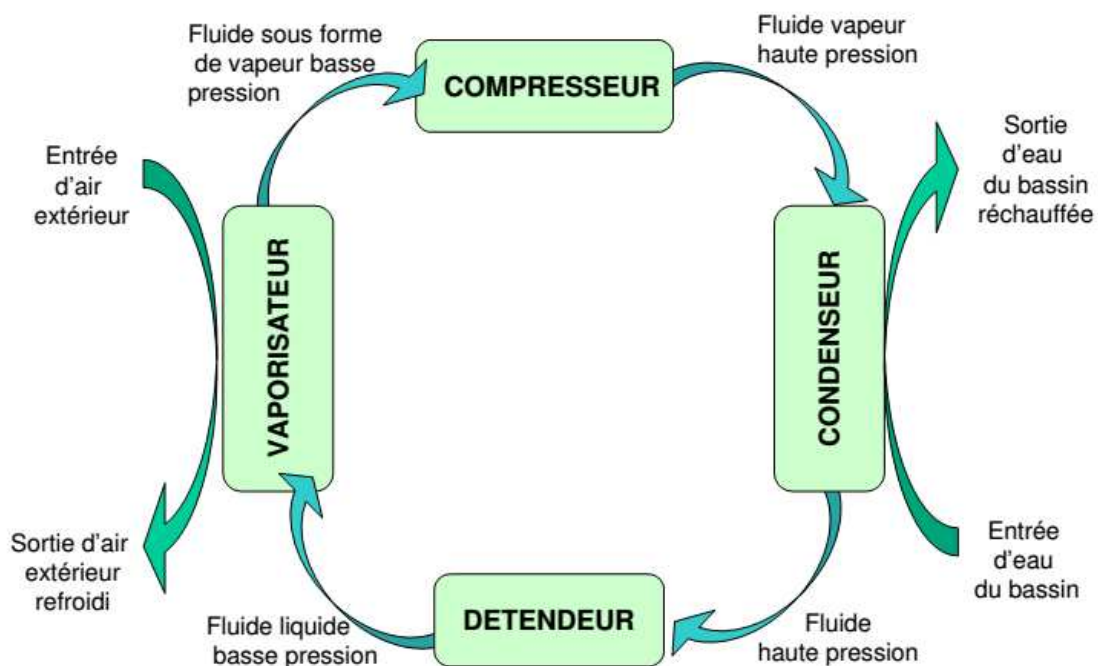 Fluide sous forme
de vapeur basse
pression
COMPRESSEUR
Fluide vapeur
haute pression
Entrée
d'air
extérieur
Sortie
d'eau
du bassin
réchauffée
VAPORISATEUR
CONDENSEUR
Sortie d'air
extérieur
refroidi
Entrée
d'eau
du bassin
Fluide liquide
basse pression
DETENDEUR
Fluide
haute pression